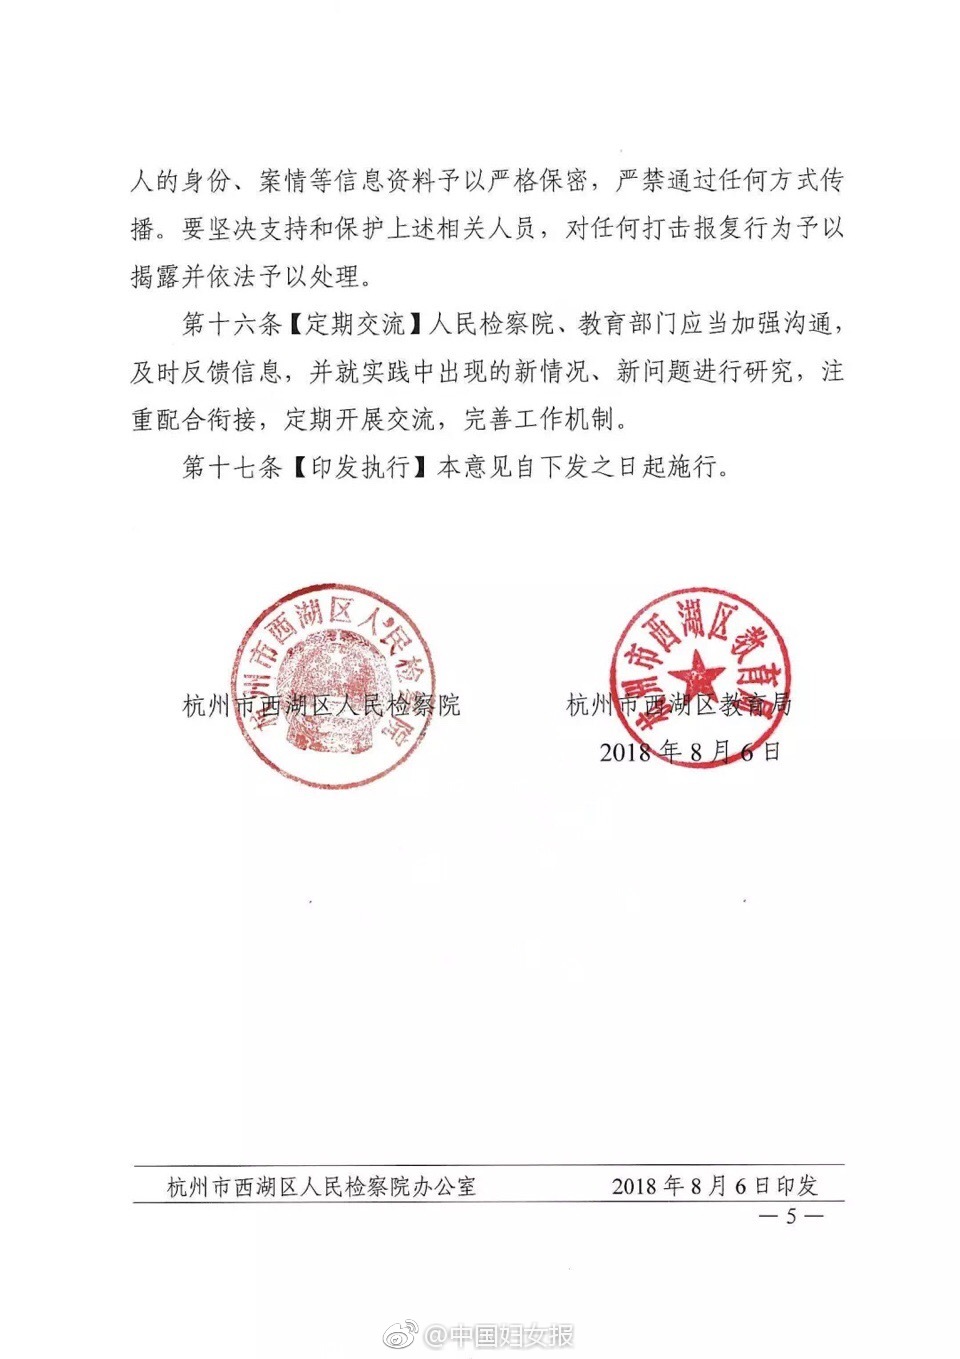 人的身份、案情等信息资料予以严格保密，严禁通过任何方式传
播。要坚决支持和保护上述相关人员，对任何打击报复行为予以
揭露并依法予以处理。
第十六条【定期交流】人民检察院、教育部门应当加强沟通，
及时反馈信息，并就实践中出现的新情况、新问题进行研究，注
重配合衔接，定期开展交流，完善工作机制。
第十七条【印发执行】本意见自下发之日起施行。
杭州市西湖区人民检察院
杭州市西湖区教育局
杭州市西湖区人民检察院
杭州市西湖区教育局
2018年8月6日
杭州市西湖区人民检察院办公室
2018年8月6日印发
— 5 —
@中国妇女报